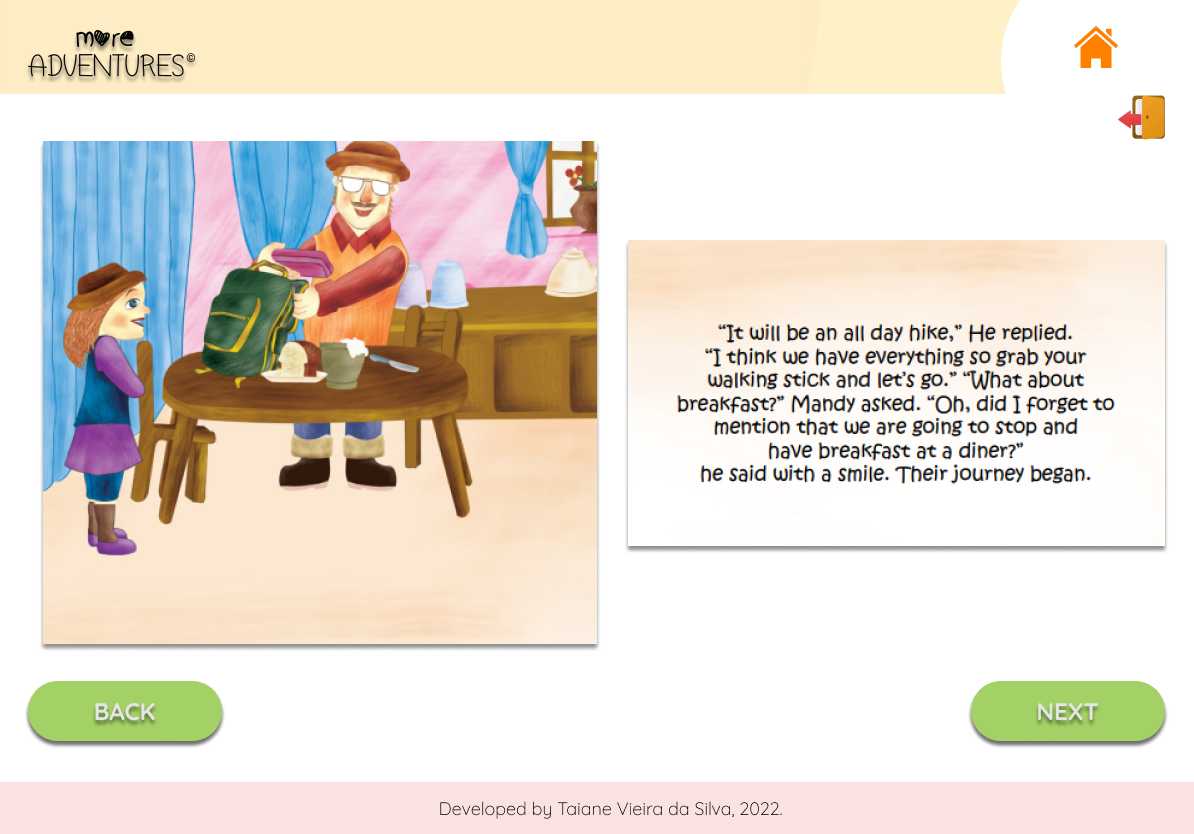 more
ADVENTURES©
“It will be an all day hike,” He replied.
“I think we have everything so grab your
walking stick and let’s go.” “What about
breakfast?” Mandy asked. “Oh, did I forget to
mention that we are going to stop and
have breakfast at a diner?”
he said with a smile. Their journey began.
BACK
NEXT
Developed by Taiane Vieira da Silva, 2022.